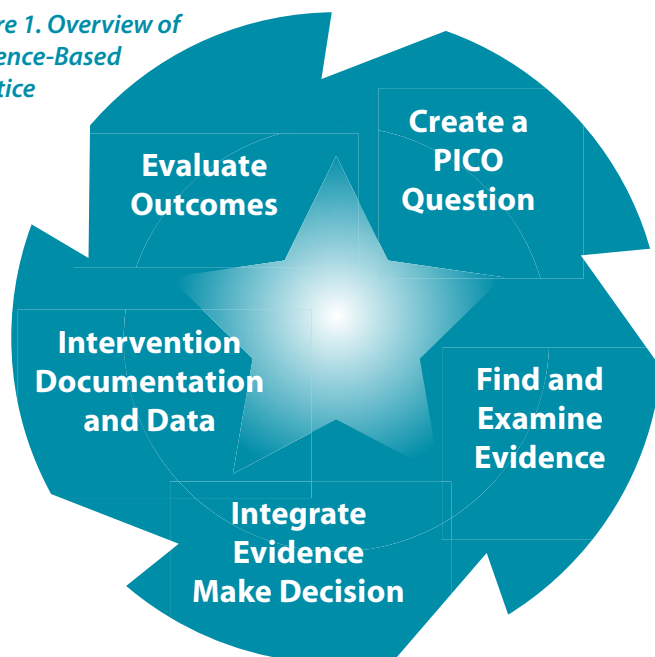 re 1. Overview of
ence-Based
tice
Create a
PICO
Question
Find and
Examine
Evidence
Integrate
Evidence
Make Decision
Intervention
Documentation
and Data
Evaluate
Outcomes